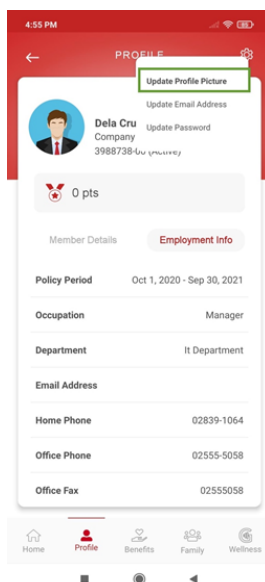 4:55 PM
PROFILE
Update Profile Picture
Update Email Address
Update Password
Dela Cru
Company
3988738-00 (Active)
0 pts
Member Details Employment Info
Policy Period Oct 1, 2020 - Sep 30, 2021
Occupation Manager
Department It Department
Email Address
Home Phone 02839-1064
Office Phone 02555-5058
Office Fax 02555058
Home Profile Benefits Family Wellness